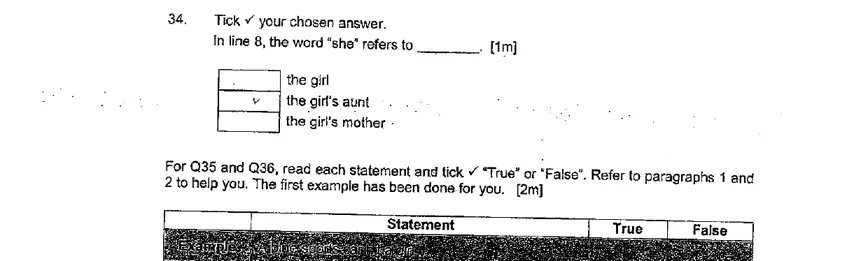 34. Tick ✓ your chosen answer.
In line 8, the word "she" refers to ________. [1m]
the girl
✓ the girl's aunt
the girl's mother
For Q35 and Q36, read each statement and tick ✓ "True" or "False". Refer to paragraphs 1 and
2 to help you. The first example has been done for you. [2m]
Statement True False